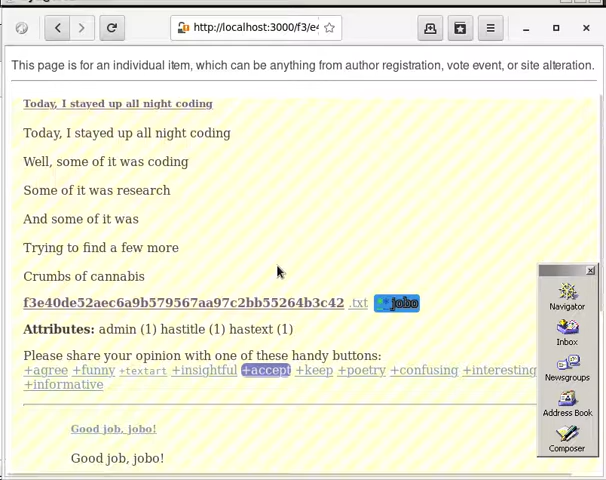 http://localhost:3000/f3/e4
This page is for an individual item, which can be anything from author registration, vote event, or site alteration.
Today, I stayed up all night coding
Today, I stayed up all night coding
Well, some of it was coding
Some of it was research
And some of it was
Trying to find a few more
Crumbs of cannabis
f3e40de52aec6a9b579567aa97c2bb55264b3c42 .txt jobo
Attributes: admin (1) hastitle (1) hastext (1)
Please share your opinion with one of these handy buttons:
+agree +funny +textart +insightful +accept +keep +poetry +confusing +interesting
+informative
Good job, jobo!
Good job, jobo!
Navigator
Inbox
Newsgroups
Address Book
Composer